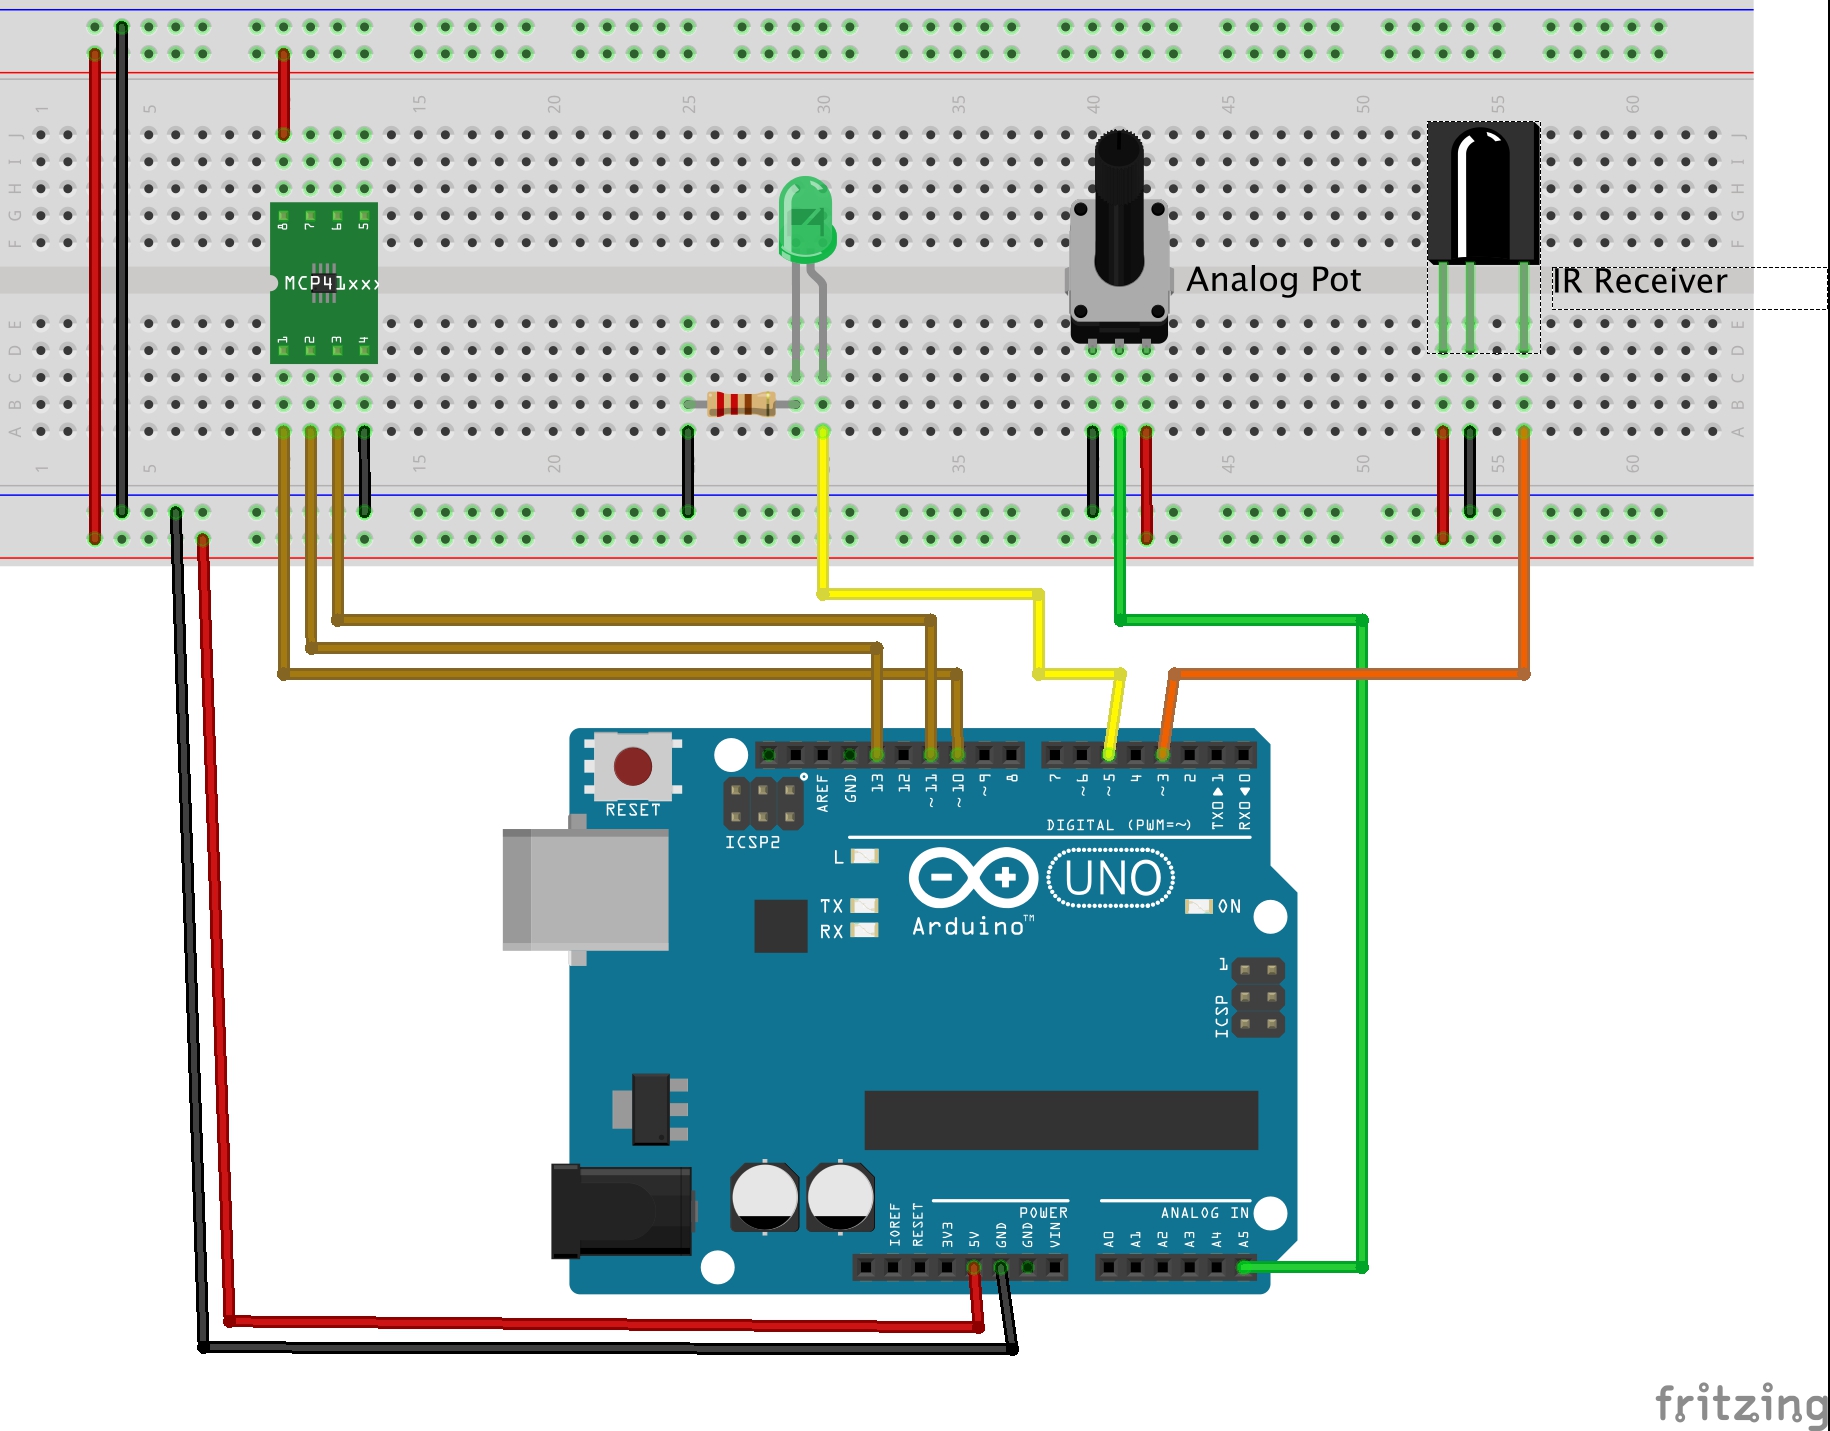 1 5 15 20 25 30 35 40 45 50 55 60
J J
I I
H H
G G
F F
8 7 6 5
MCP41xxx
1 2 3 4
Analog Pot
IR Receiver
E E
D D
C C
B B
A A
1 5 15 20 25 35 45 50 55 60
RESET
AREF GND 13 12 ~11 ~10 ~9 8 7 ~6 ~5 4 ~3 2 TX0▶1 RX0◀0
ICSP2
DIGITAL (PWM=~)
L
UNO
TX
RX
Arduino™
ON
1
ICSP
POWER
ANALOG IN
IOREF RESET 3V3 5V GND GND VIN A0 A1 A2 A3 A4 A5
fritzing